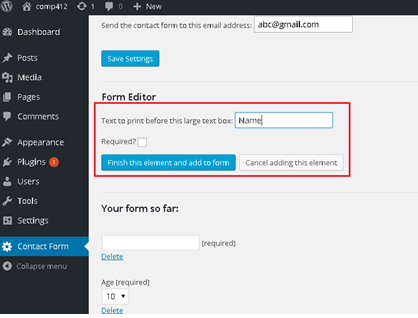 comp412 1 0 + New
Dashboard
Posts
Media
Pages
Comments
Appearance
Plugins 1
Users
Tools
Settings
Contact Form
Collapse menu
Send the contact form to this email address: abc@gmail.com
Save Settings
Form Editor
Text to print before this large text box: Name
Required?
Finish this element and add to form Cancel adding this element
Your form so far:
(required)
Delete
Age (required)
10
Delete